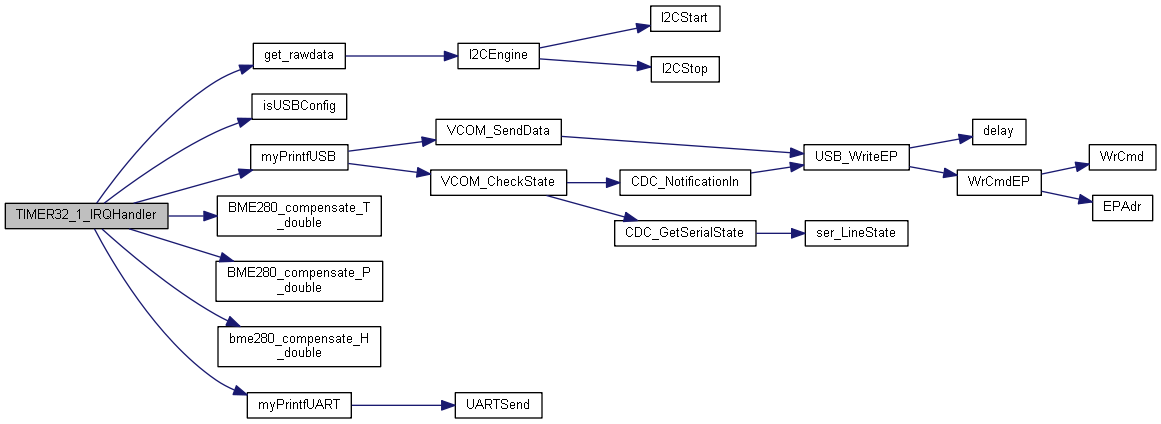 I2CStart
get_rawdata
I2CEngine
I2CStop
isUSBConfig
VCOM_SendData
delay
myPrintfUSB
USB_WriteEP
WrCmd
VCOM_CheckState
CDC_NotificationIn
WrCmdEP
TIMER32_1_IRQHandler
BME280_compensate_T
_double
EPAdr
CDC_GetSerialState
ser_LineState
BME280_compensate_P
_double
bme280_compensate_H
_double
myPrintfUART
UARTSend